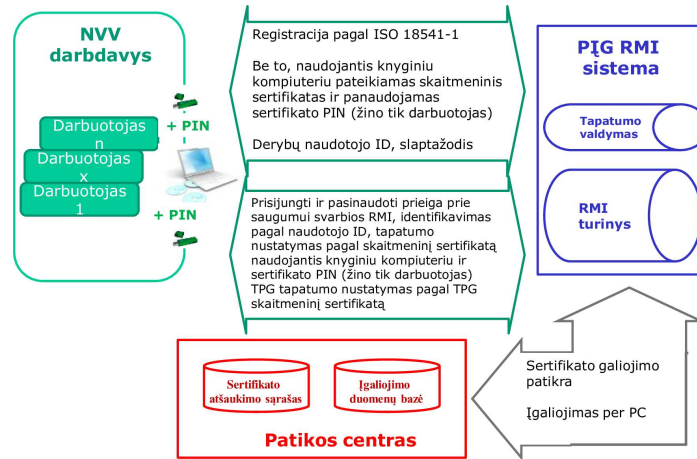 NVV
darbdavys
Darbuotojas
n
Darbuotojas
x
Darbuotojas
1
+ PIN
+ PIN
Registracija pagal ISO 18541-1
Be to, naudojantis knyginiu
kompiuteriu pateikiamas skaitmeninis
sertifikatas ir panaudojamas
sertifikato PIN (žino tik darbuotojas)
Derybų naudotojo ID, slaptažodis
Prisijungti ir pasinaudoti prieiga prie
saugumui svarbios RMI, identifikavimas
pagal naudotojo ID, tapatumo
nustatymas pagal skaitmeninį sertifikatą
naudojantis knyginiu kompiuteriu ir
sertifikato PIN (žino tik darbuotojas)
TPG tapatumo nustatymas pagal TPG
skaitmeninį sertifikatą
PĮG RMI
sistema
Tapatumo
valdymas
RMI
turinys
Sertifikato
atšaukimo sąrašas
Įgaliojimo
duomenų bazė
Patikos centras
Sertifikato galiojimo
patikra
Įgaliojimas per PC